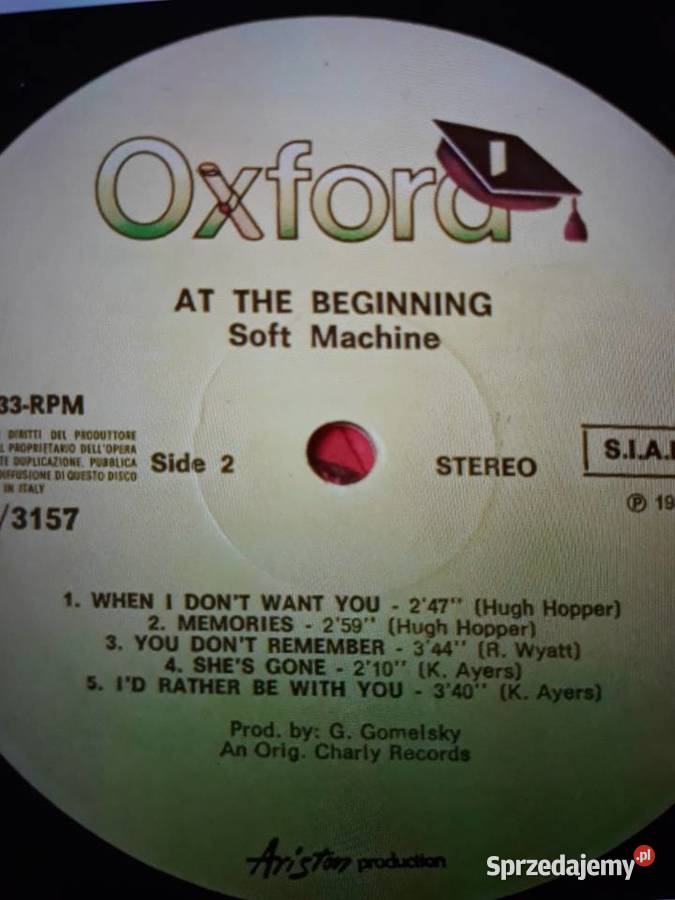 Oxford
AT THE BEGINNING
Soft Machine
33-RPM
DIRITTI DEL PRODUTTORE
PROPRIETARIO DELL'OPERA
DUPLICAZIONE, PUBBLICA
DIFFUSIONE DI QUESTO DISCO
IN ITALY
/3157
Side 2
STEREO
S.I.A.
℗ 19
1. WHEN I DON'T WANT YOU - 2'47'' (Hugh Hopper)
2. MEMORIES - 2'59'' (Hugh Hopper)
3. YOU DON'T REMEMBER - 3'44'' (R. Wyatt)
4. SHE'S GONE - 2'10'' (K. Ayers)
5. I'D RATHER BE WITH YOU - 3'40'' (K. Ayers)
Prod. by: G. Gomelsky
An Orig. Charly Records
Ariston production
Sprzedajemy.pl